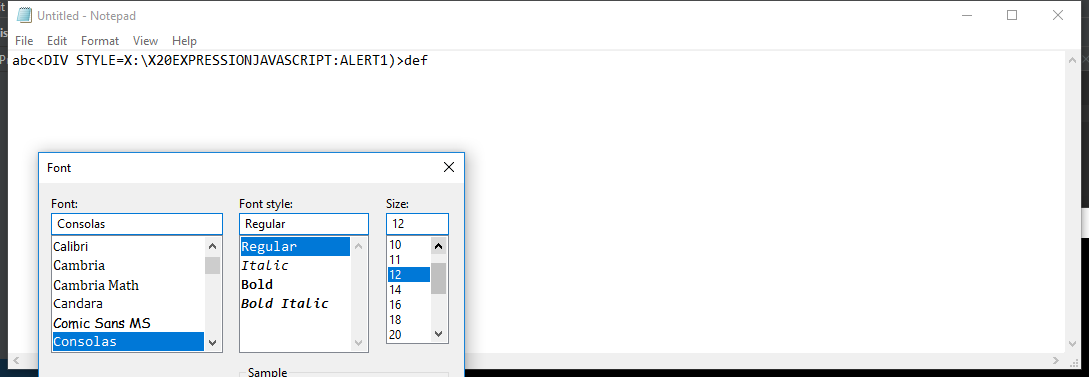 Untitled - Notepad
File Edit Format View Help
abc<DIV STYLE=X:\X20EXPRESSIONJAVASCRIPT:ALERT1)>def
Font
Font: Font style: Size:
Consolas Regular 12
Calibri Regular 10
Cambria Italic 11
Cambria Math Bold 12
Candara Bold Italic 14
Comic Sans MS 16
Consolas 18
20
Sample